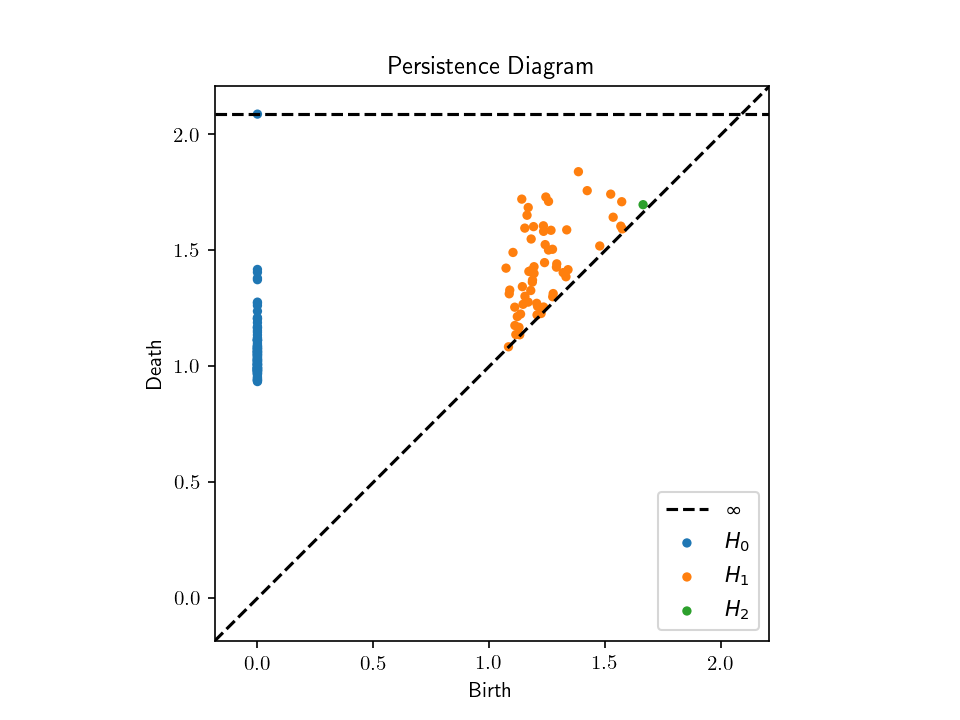 Persistence Diagram
Death
2.0
1.5
1.0
0.5
0.0
0.0 0.5 1.0 1.5 2.0
Birth
∞
H₀
H₁
H₂